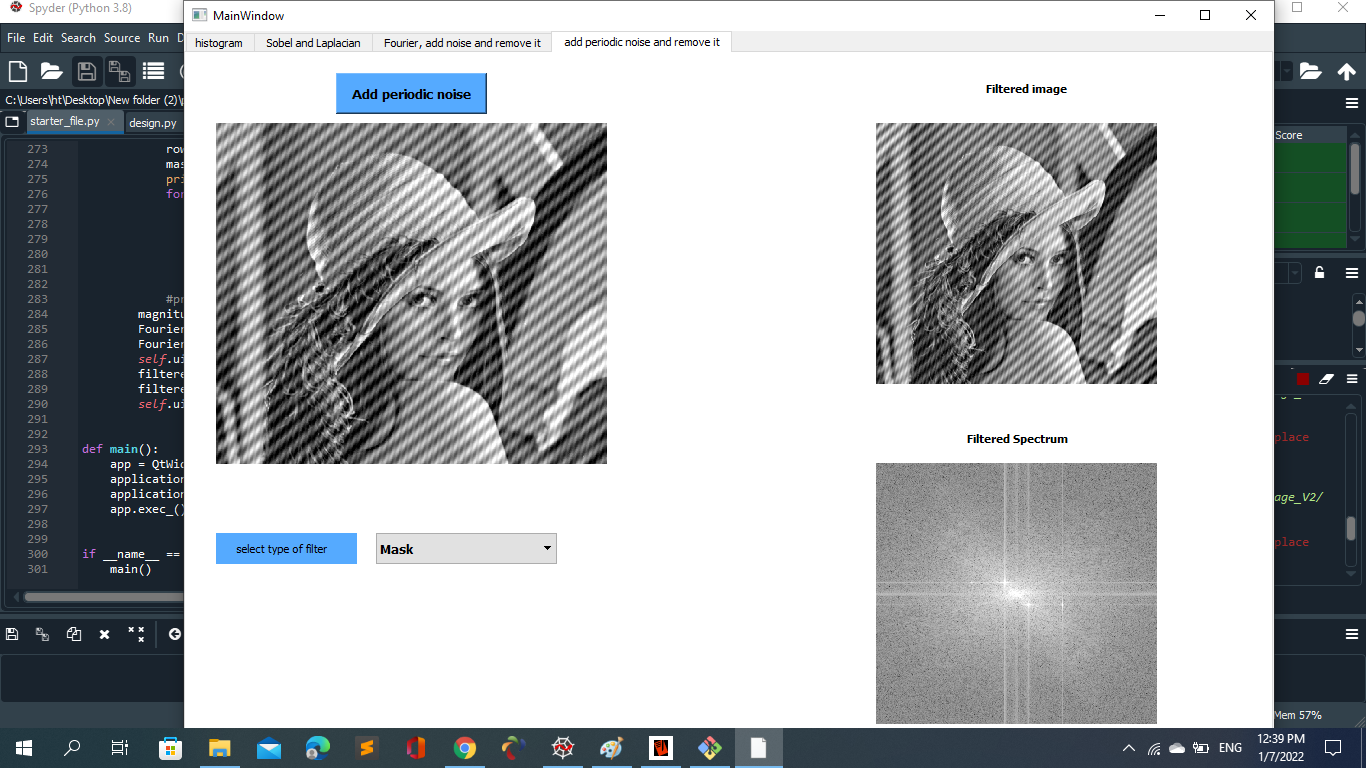 Spyder (Python 3.8)
MainWindow
File Edit Search Source Run D
histogram
Sobel and Laplacian
Fourier, add noise and remove it
add periodic noise and remove it
C:\Users\ht\Desktop\New folder (2)\p
starter_file.py
design.py
Add periodic noise
Filtered image
Score
273 row
274 mas
275 pri
276 for
277
278
279
280
281
282
283 #pr
284 magnitu
285 Fourier
286 Fourier
287 self.ui
288 filtere
289 filtere
290 self.ui
291
292
293 def main():
294 app = QtWid
295 application
296 application
297 app.exec_()
298
299
300 if __name__ ==
301 main()
place
age_V2/
place
Filtered Spectrum
select type of filter
Mask
Mem 57%
ENG
12:39 PM
1/7/2022